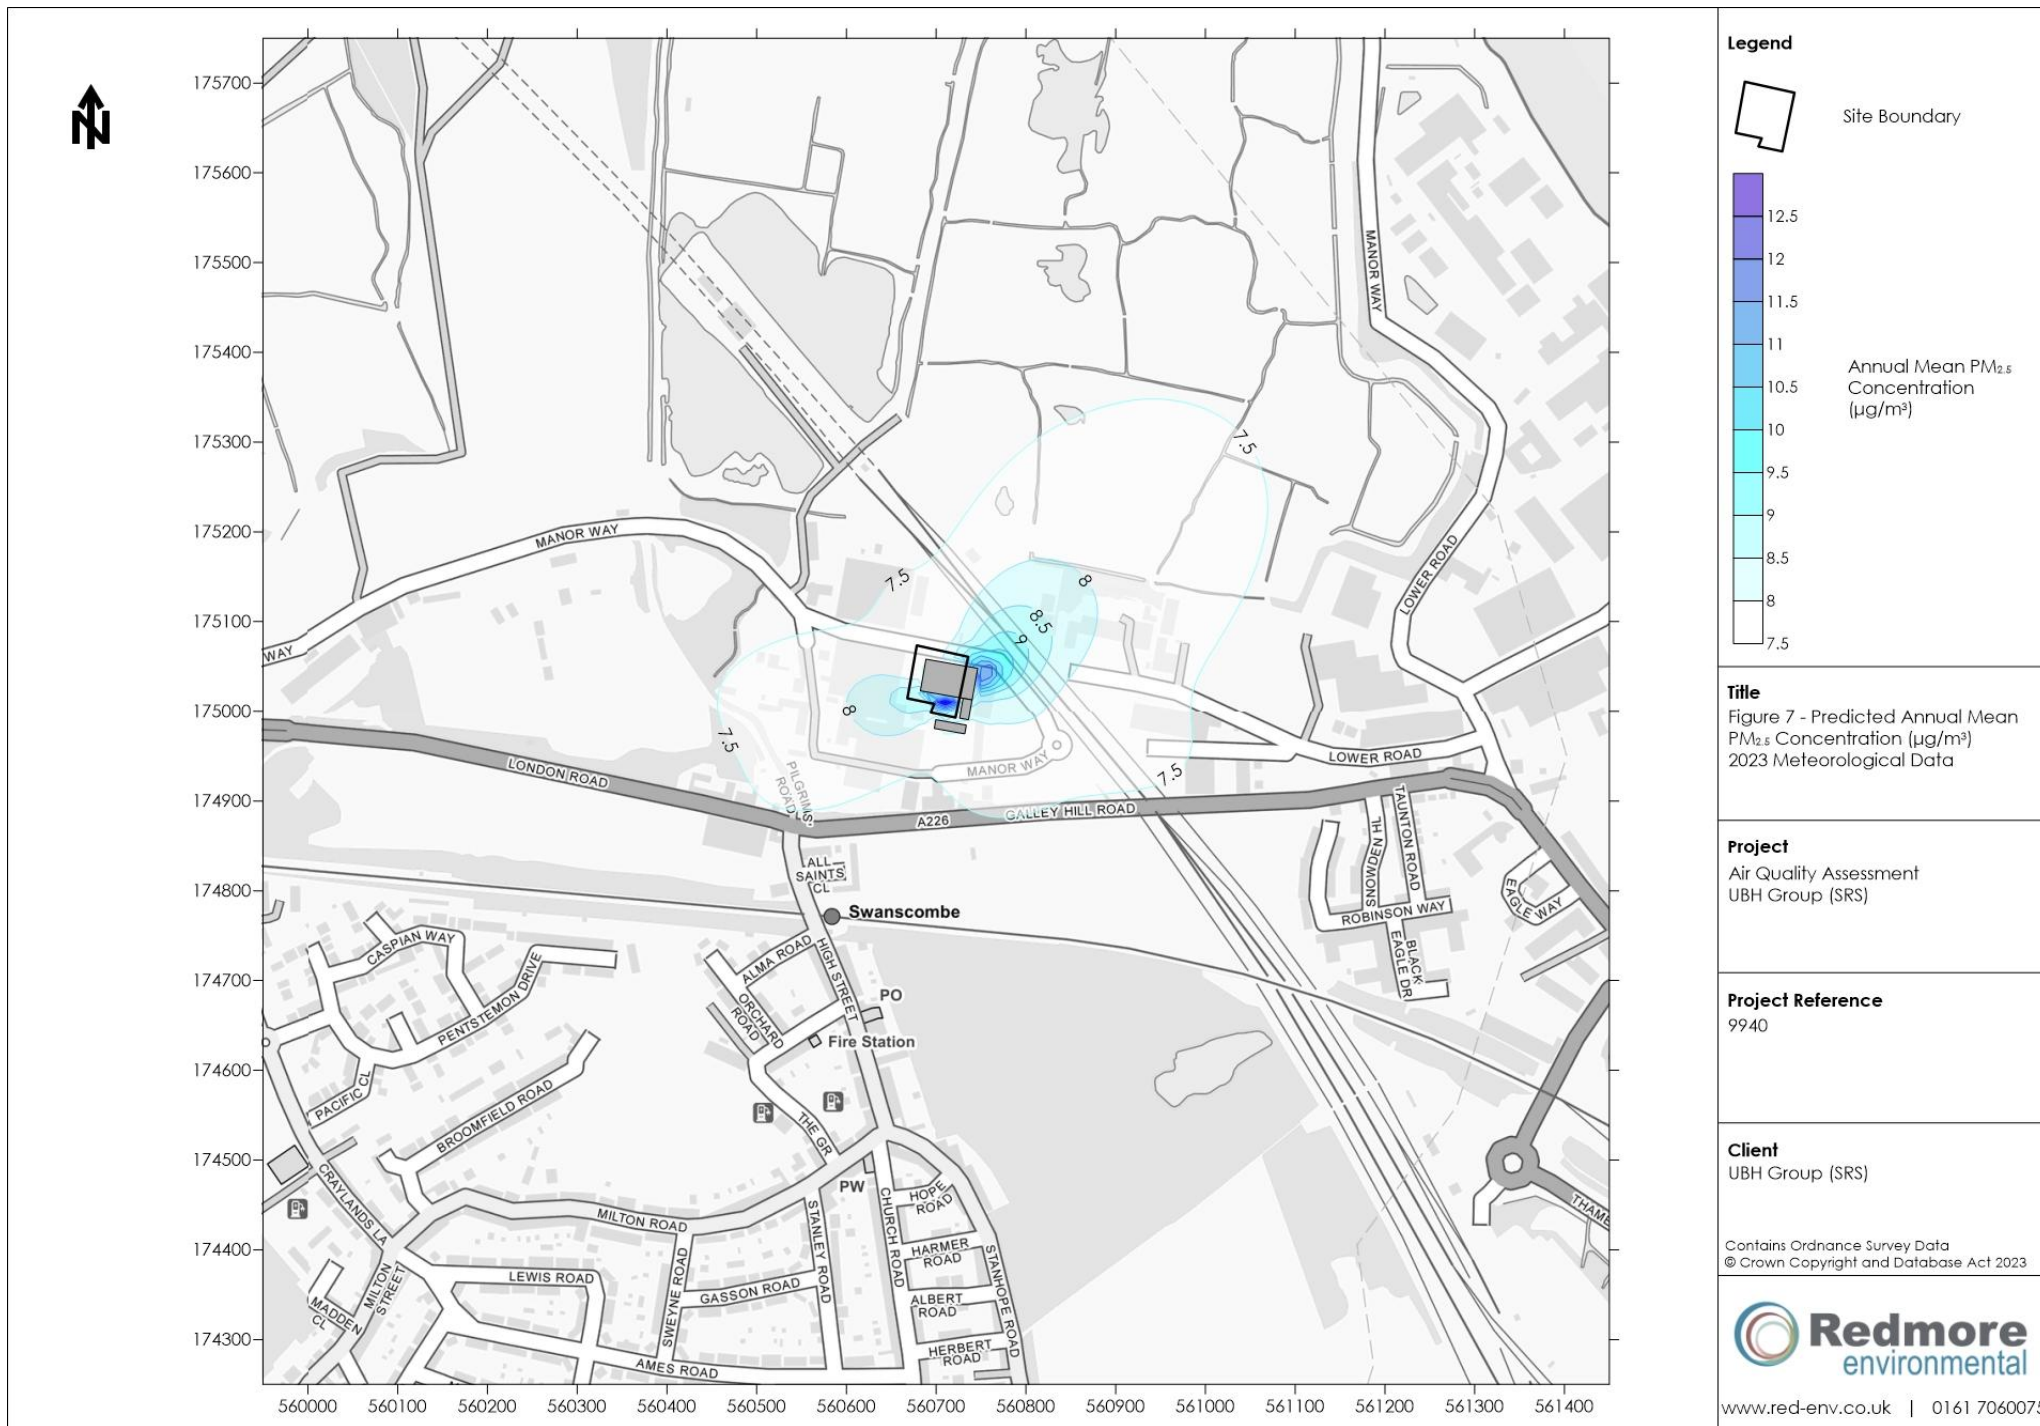 Legend
Site Boundary
12.5
12
11.5
11
10.5
10
9.5
9
8.5
8
7.5
Annual Mean PM2.5
Concentration
(µg/m³)
Title
Figure 7 - Predicted Annual Mean
PM2.5 Concentration (µg/m³)
2023 Meteorological Data
Project
Air Quality Assessment
UBH Group (SRS)
Project Reference
9940
Client
UBH Group (SRS)
Contains Ordnance Survey Data
© Crown Copyright and Database Act 2023
Redmore
environmental
www.red-env.co.uk | 0161 706007
N
175700
175600
175500
175400
175300
175200
175100
175000
174900
174800
174700
174600
174500
174400
174300
560000
560100
560200
560300
560400
560500
560600
560700
560800
560900
561000
561100
561200
561300
561400
MANOR WAY
7.5
MANOR WAY
LOWER ROAD
7.5
8
8.5
9
WAY
8
7.5
7.5
PILGRIMS'
ROAD
MANOR WAY
LOWER ROAD
LONDON ROAD
A226
GALLEY HILL ROAD
TAUNTON ROAD
SNOWDEN HL
ROBINSON WAY
EAGLE WAY
BLACK
EAGLE DR
ALL
SAINTS
CL
Swanscombe
CASPIAN WAY
PENTSTEMON DRIVE
ALMA ROAD
HIGH STREET
ORCHARD
ROAD
PO
Fire Station
PACIFIC CL
BROOMFIELD ROAD
THE GR
PW
CRAYLANDS LA
MILTON ROAD
STANLEY ROAD
CHURCH ROAD
HOPE
ROAD
HARMER
ROAD
STANHOPE ROAD
THAME
MILTON
STREET
MADDEN
CL
LEWIS ROAD
SWEYNE ROAD
GASSON ROAD
ALBERT
ROAD
AMES ROAD
HERBERT
ROAD